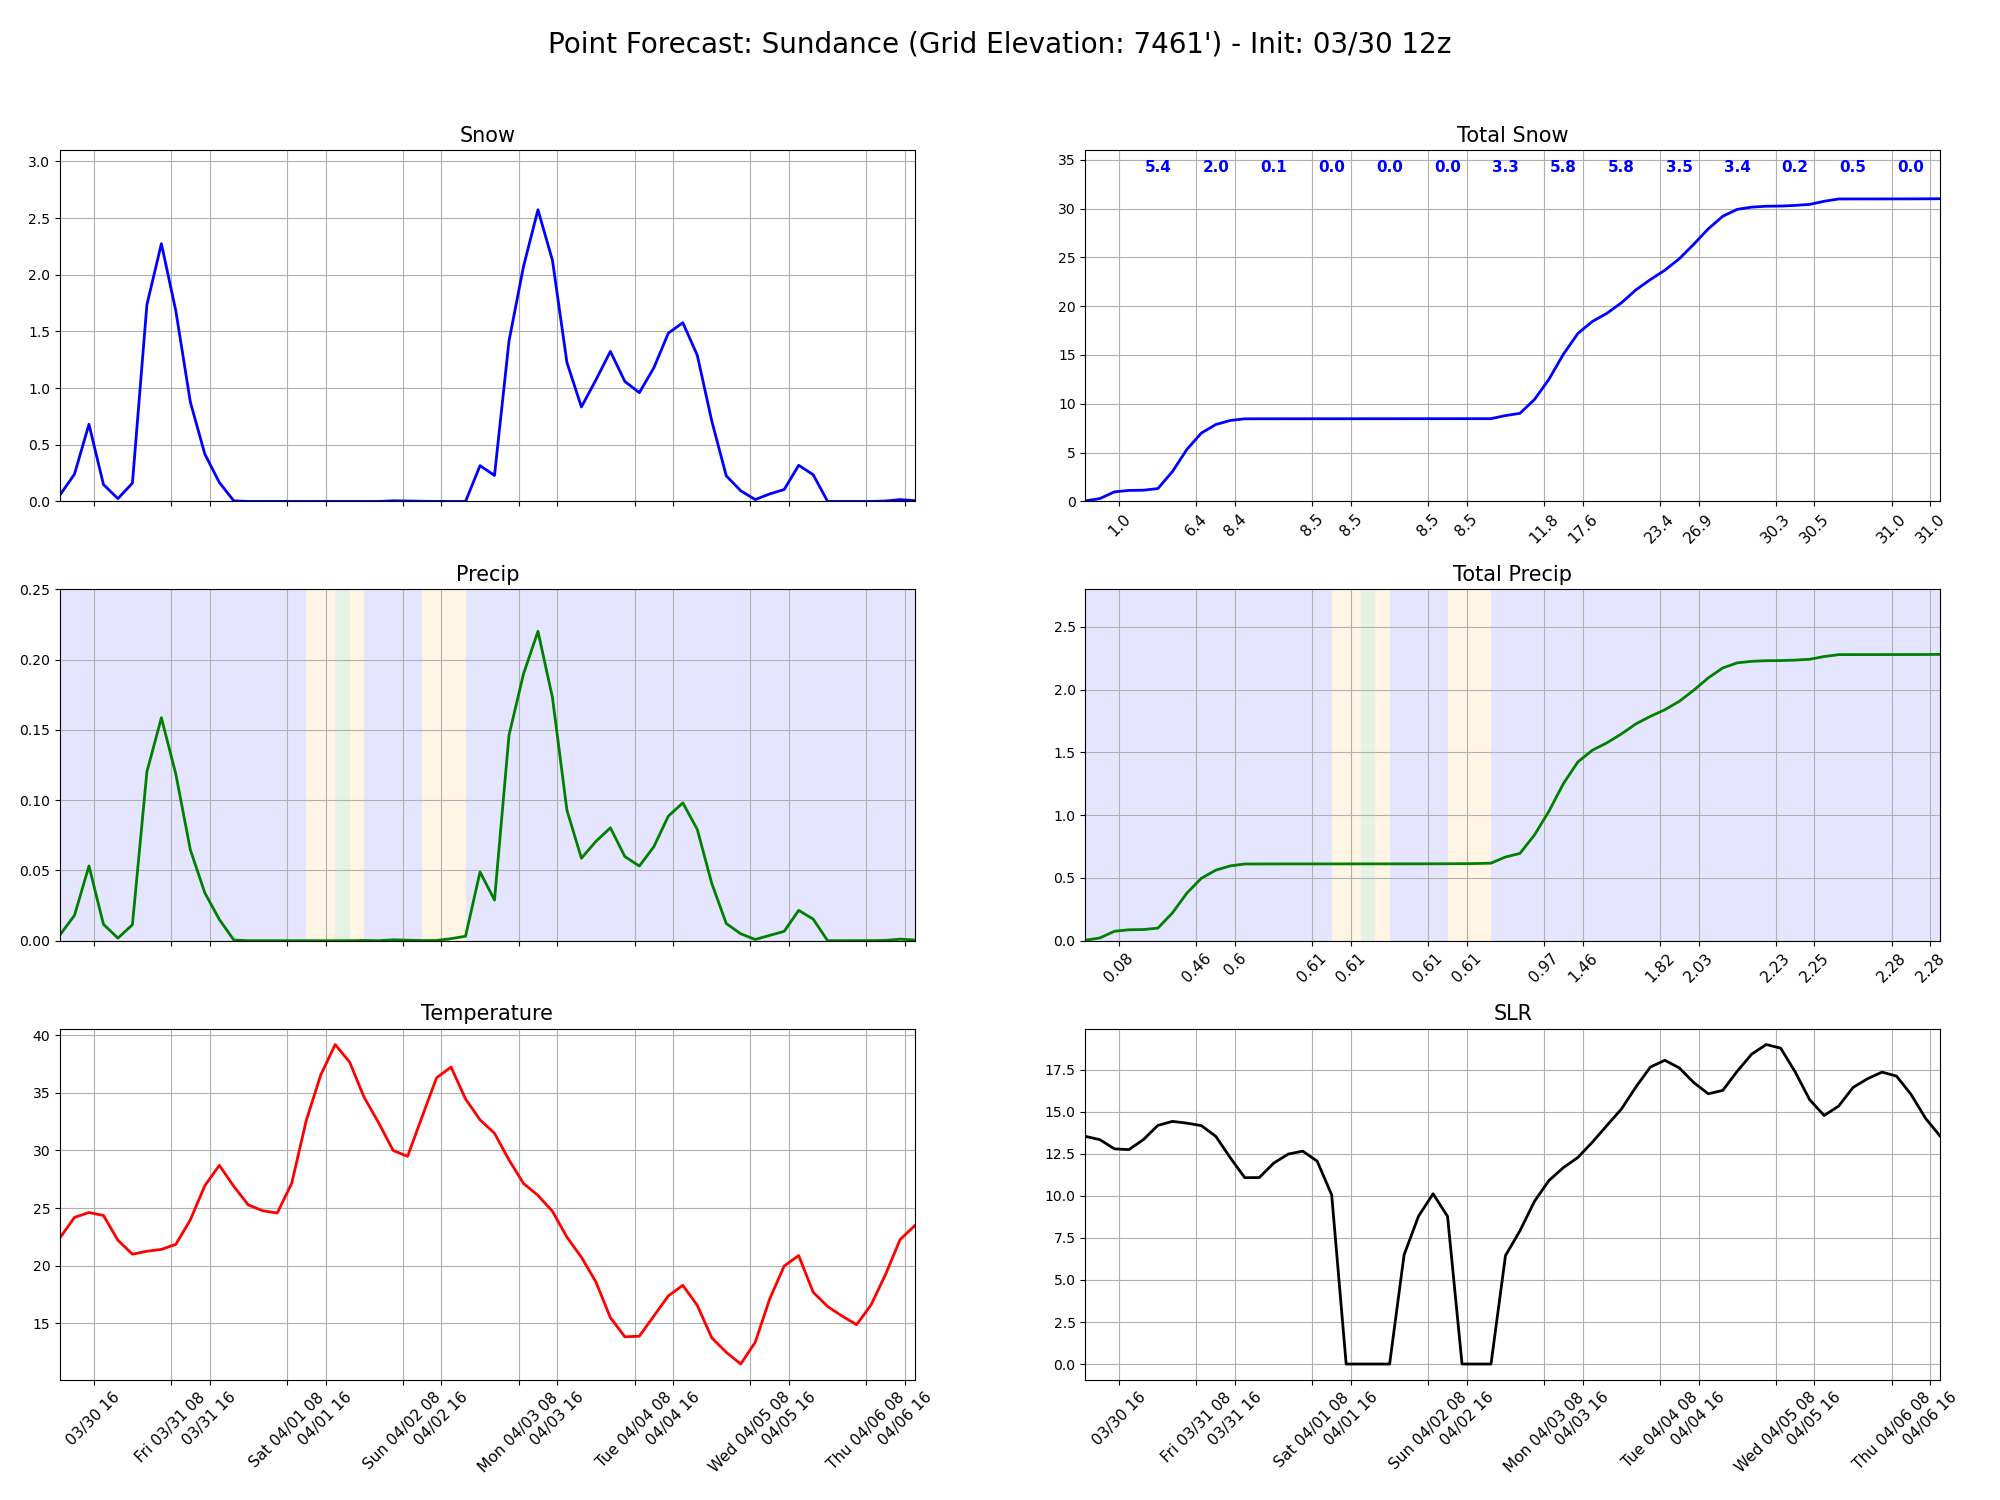 Point Forecast: Sundance (Grid Elevation: 7461') - Init: 03/30 12z
Snow
3.0
2.5
2.0
1.5
1.0
0.5
0.0
Total Snow
35
30
25
20
15
10
5
0
5.4 2.0 0.1 0.0 0.0 0.0 3.3 5.8 5.8 3.5 3.4 0.2 0.5 0.0
1.0 6.4 8.4 8.5 8.5 8.5 8.5 11.8 17.6 23.4 26.9 30.3 30.5 31.0 31.0
Precip
0.25
0.20
0.15
0.10
0.05
0.00
Total Precip
2.5
2.0
1.5
1.0
0.5
0.0
0.08 0.46 0.6 0.61 0.61 0.61 0.61 0.97 1.46 1.82 2.03 2.23 2.25 2.28 2.28
Temperature
40
35
30
25
20
15
03/30 16
Fri 03/31 08
03/31 16
Sat 04/01 08
04/01 16
Sun 04/02 08
04/02 16
Mon 04/03 08
04/03 16
Tue 04/04 08
04/04 16
Wed 04/05 08
04/05 16
Thu 04/06 08
04/06 16
SLR
17.5
15.0
12.5
10.0
7.5
5.0
2.5
0.0
03/30 16
Fri 03/31 08
03/31 16
Sat 04/01 08
04/01 16
Sun 04/02 08
04/02 16
Mon 04/03 08
04/03 16
Tue 04/04 08
04/04 16
Wed 04/05 08
04/05 16
Thu 04/06 08
04/06 16